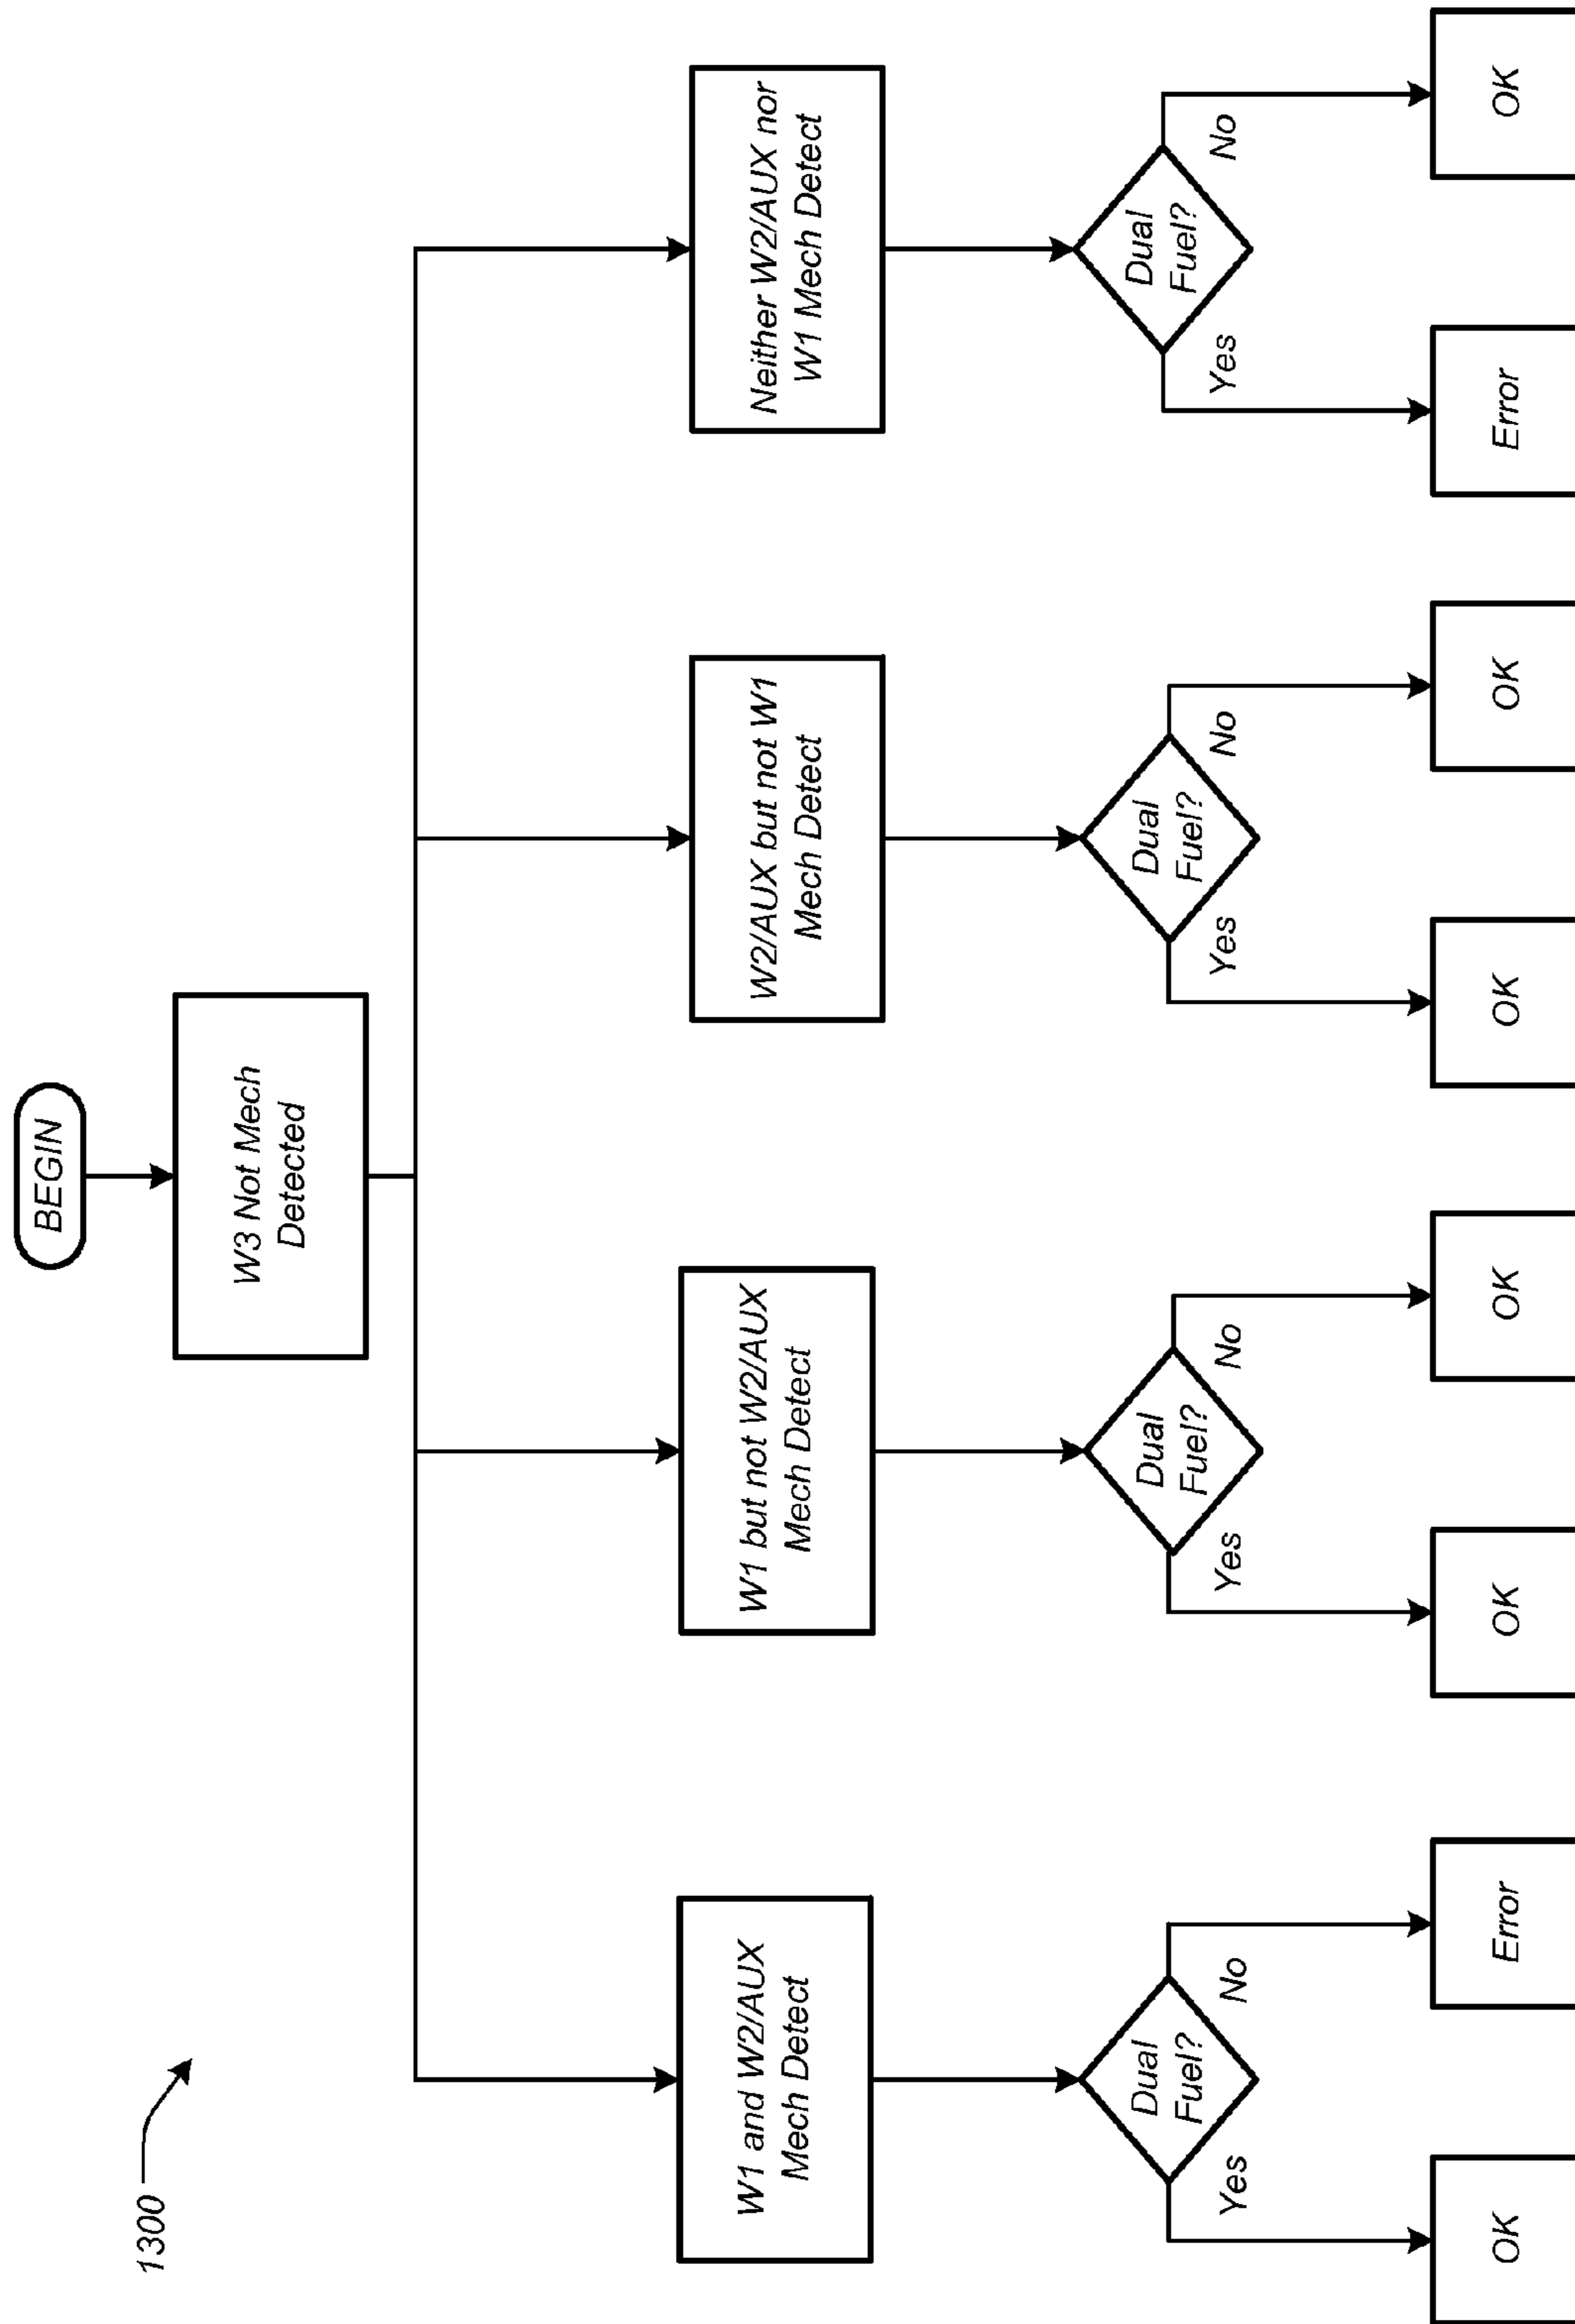 1300
BEGIN
W3 Not Mech
Detected
W1 and W2/AUX
Mech Detect
W1 but not W2/AUX
Mech Detect
W2/AUX but not W1
Mech Detect
Neither W2/AUX nor
W1 Mech Detect
Dual
Fuel?
Yes
No
Dual
Fuel?
Yes
No
Dual
Fuel?
Yes
No
Dual
Fuel?
Yes
No
OK
Error
OK
OK
OK
OK
Error
OK